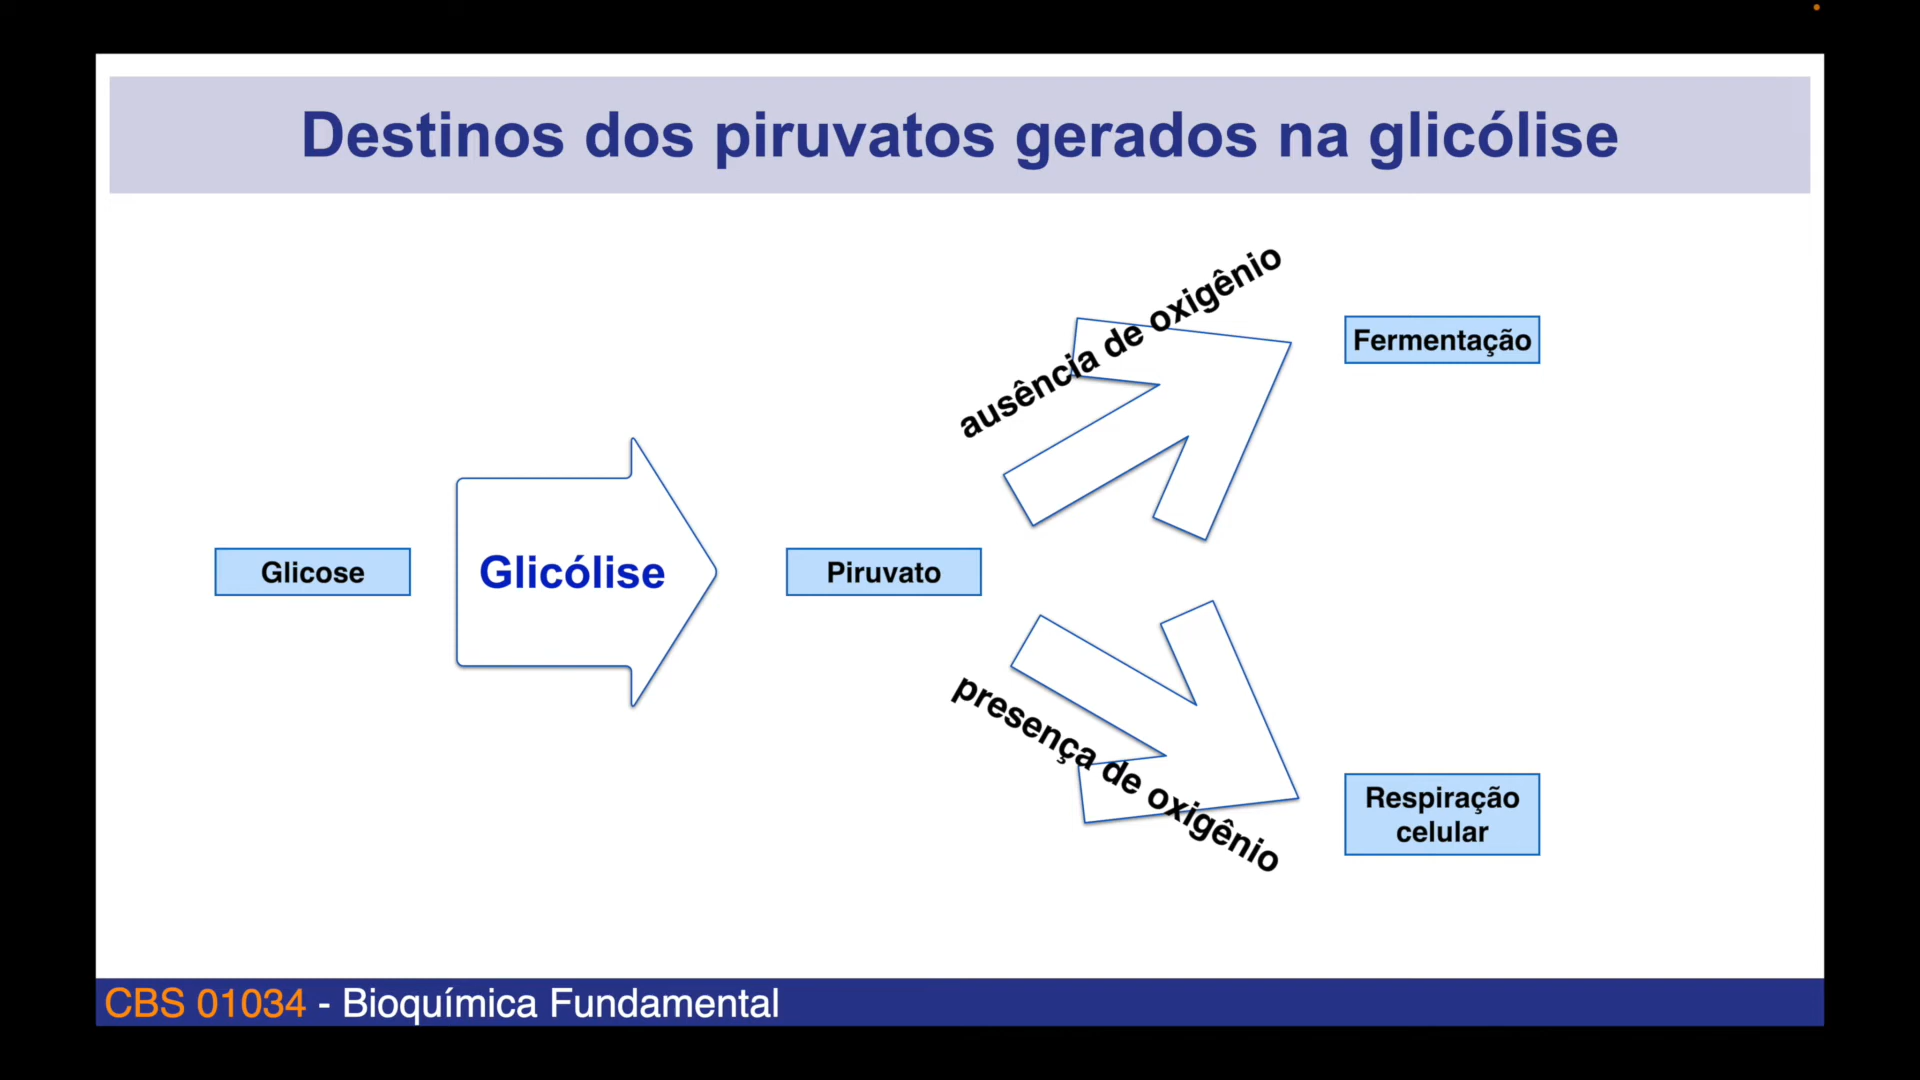 Destinos dos piruvatos gerados na glicólise
Glicose
Glicólise
Piruvato
ausência de oxigênio
Fermentação
presença de oxigênio
Respiração
celular
CBS 01034 - Bioquímica Fundamental